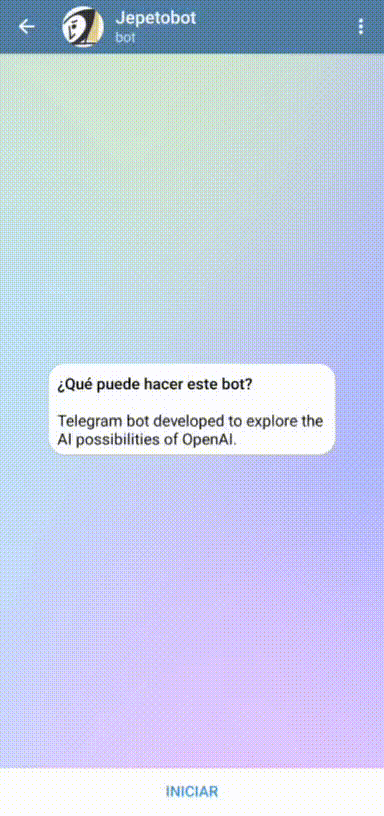 Jepetobot
bot
¿Qué puede hacer este bot?
Telegram bot developed to explore the
AI possibilities of OpenAI.
INICIAR